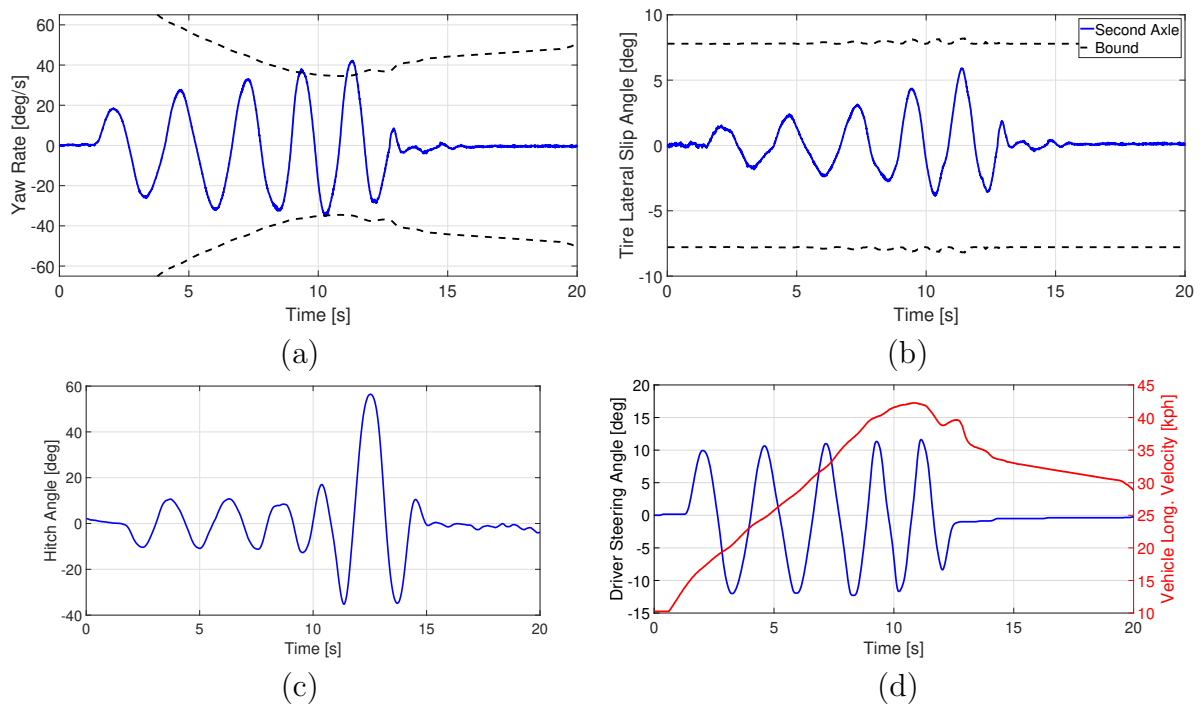 60
40
20
0
-20
-40
-60
Yaw Rate [deg/s]
0 5 10 15 20
Time [s]
(a)
10
5
0
-5
-10
Tire Lateral Slip Angle [deg]
Second Axle
Bound
0 5 10 15 20
Time [s]
(b)
60
40
20
0
-20
-40
Hitch Angle [deg]
0 5 10 15 20
Time [s]
(c)
20
15
10
5
0
-5
-10
-15
Driver Steering Angle [deg]
45
40
35
30
25
20
15
10
Vehicle Long. Velocity [kph]
0 5 10 15 20
Time [s]
(d)